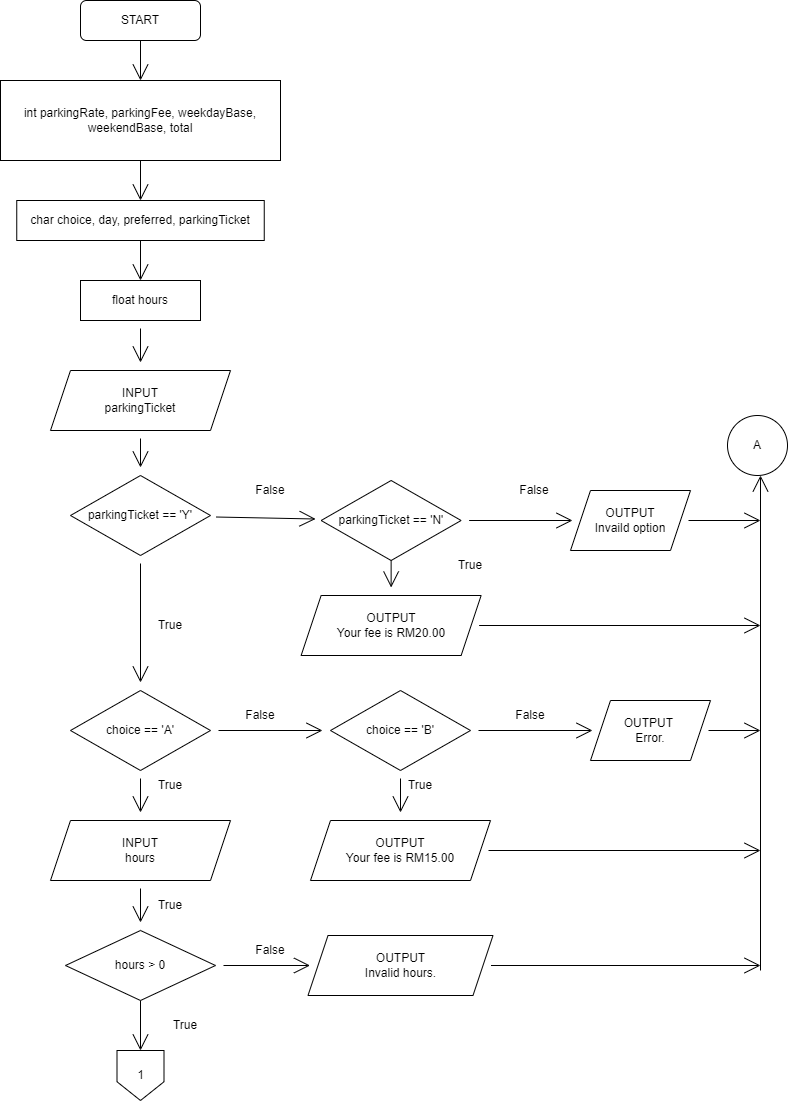 START
int parkingRate, parkingFee, weekdayBase,
weekendBase, total
char choice, day, preferred, parkingTicket
float hours
INPUT
parkingTicket
A
parkingTicket == 'Y'
False
parkingTicket == 'N'
False
OUTPUT
Invaild option
True
OUTPUT
Your fee is RM20.00
True
choice == 'A'
False
choice == 'B'
False
OUTPUT
Error.
True
True
INPUT
hours
OUTPUT
Your fee is RM15.00
True
hours > 0
False
OUTPUT
Invalid hours.
True
1